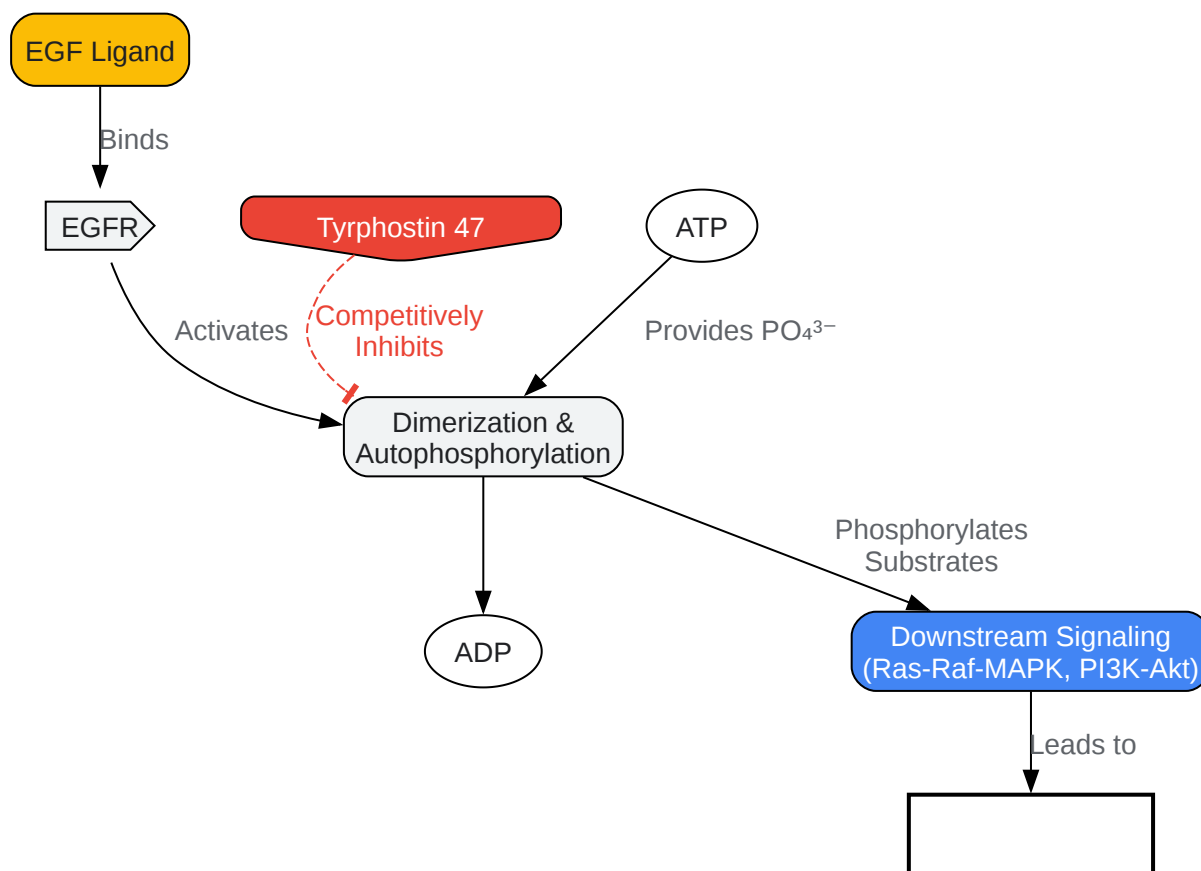 EGF Ligand
Binds
EGFR
Tyrphostin 47
ATP
Activates
Competitively
Inhibits
Provides PO₄³⁻
Dimerization &
Autophosphorylation
Phosphorylates
Substrates
ADP
Downstream Signaling
(Ras-Raf-MAPK, PI3K-Akt)
Leads to